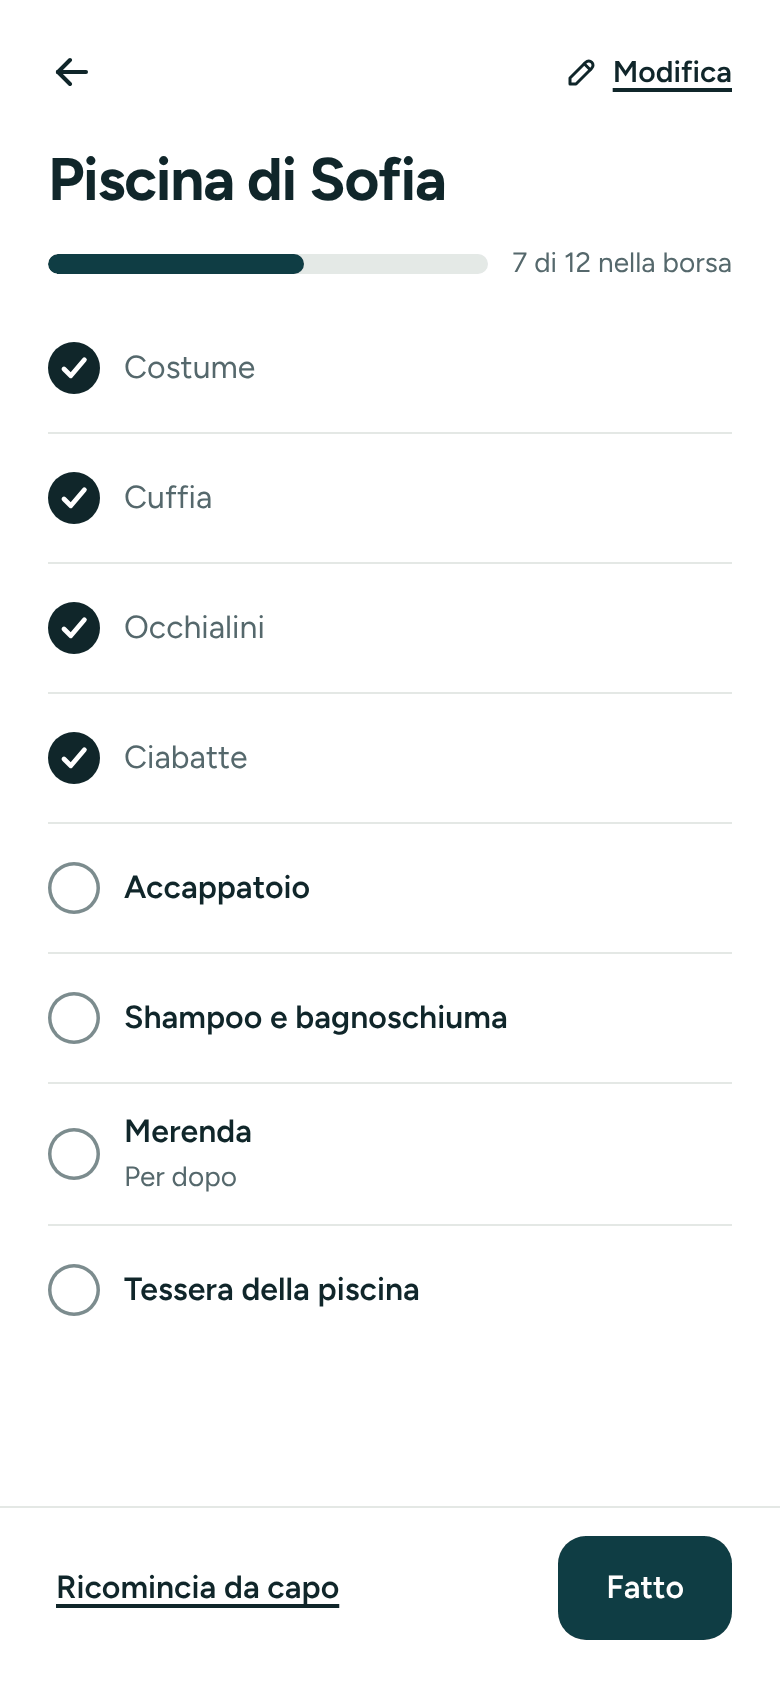 Modifica
Piscina di Sofia
7 di 12 nella borsa
Costume
Cuffia
Occhialini
Ciabatte
Accappatoio
Shampoo e bagnoschiuma
Merenda
Per dopo
Tessera della piscina
Ricomincia da capo
Fatto